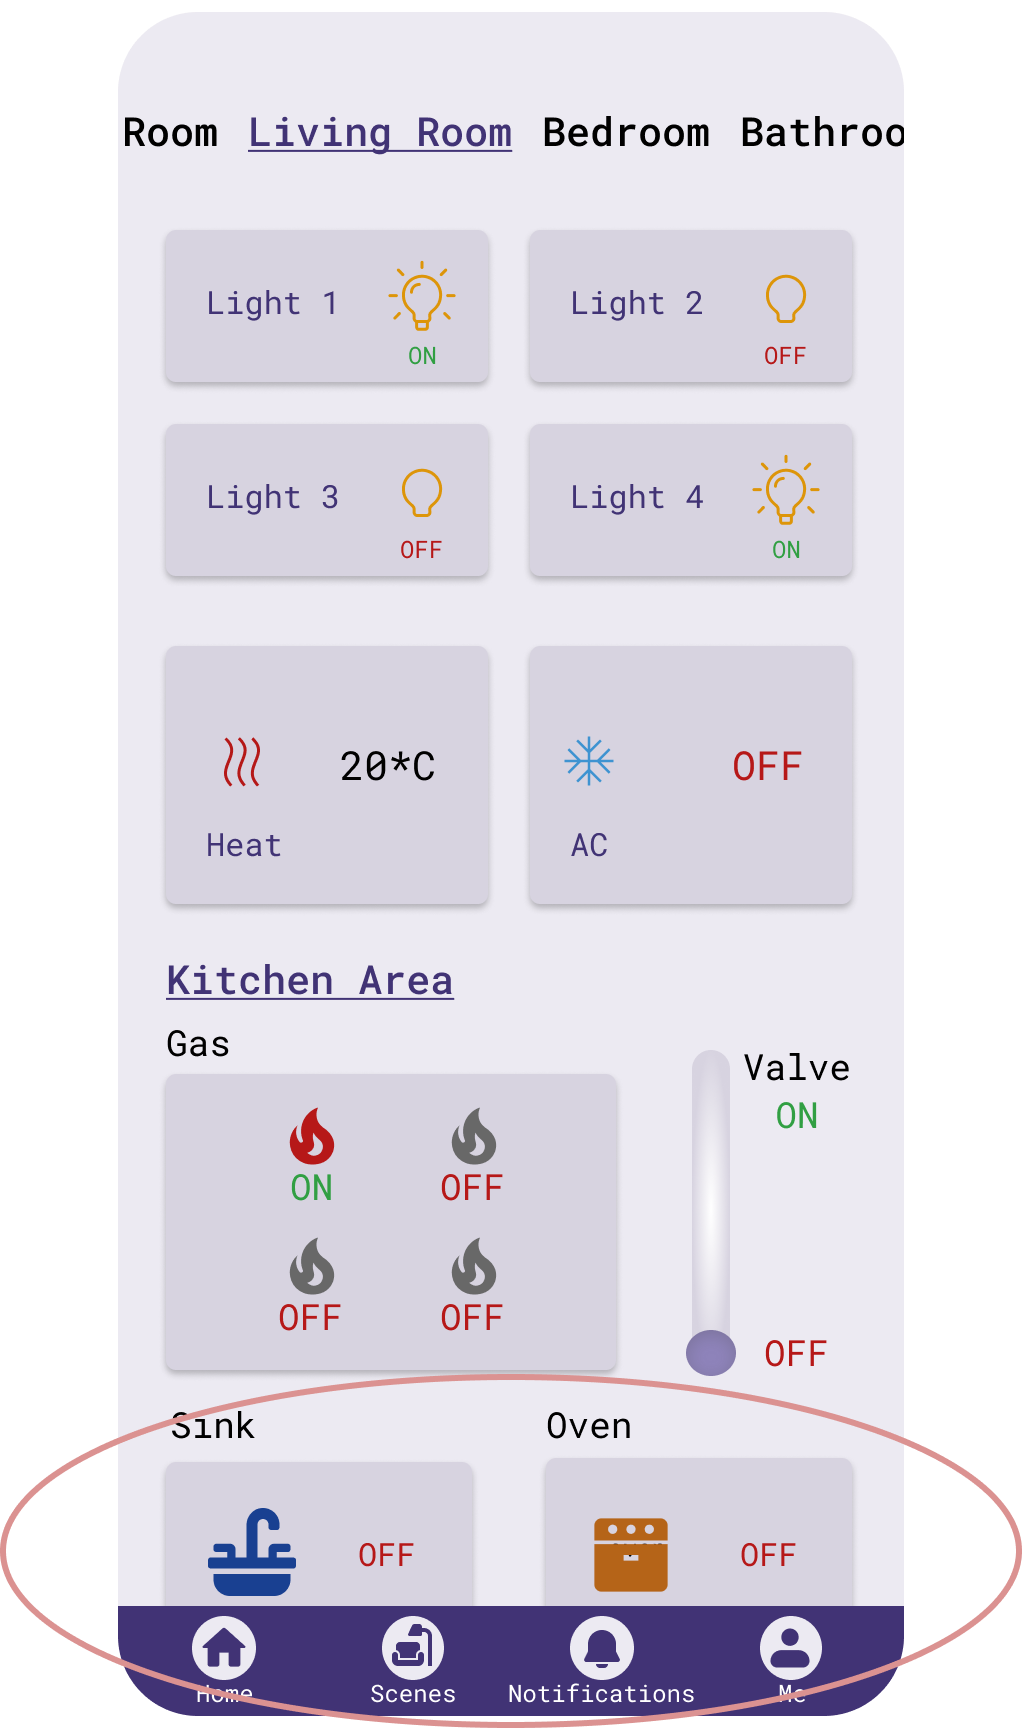 Room Living Room Bedroom Bathroo
Light 1
ON
Light 2
OFF
Light 3
OFF
Light 4
ON
20*C
Heat
OFF
AC
Kitchen Area
Gas
ON OFF
OFF OFF
Valve
ON
OFF
Sink Oven
OFF OFF
Home Scenes Notifications Me